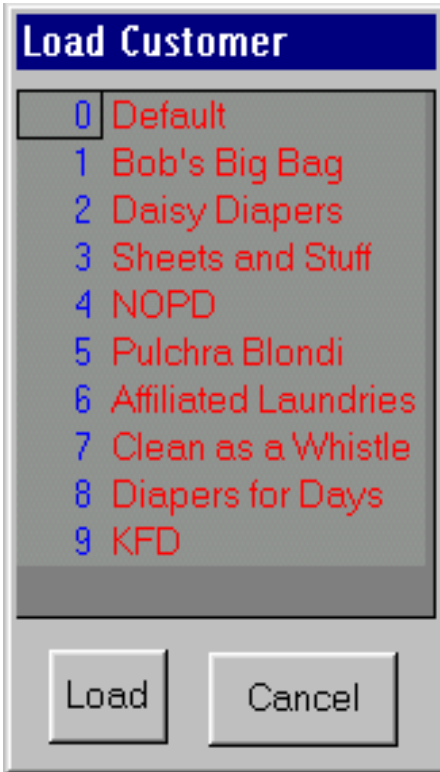 Load Customer
0 Default
1 Bob's Big Bag
2 Daisy Diapers
3 Sheets and Stuff
4 NOPD
5 Pulchra Blondi
6 Affiliated Laundries
7 Clean as a Whistle
8 Diapers for Days
9 KFD
Load Cancel